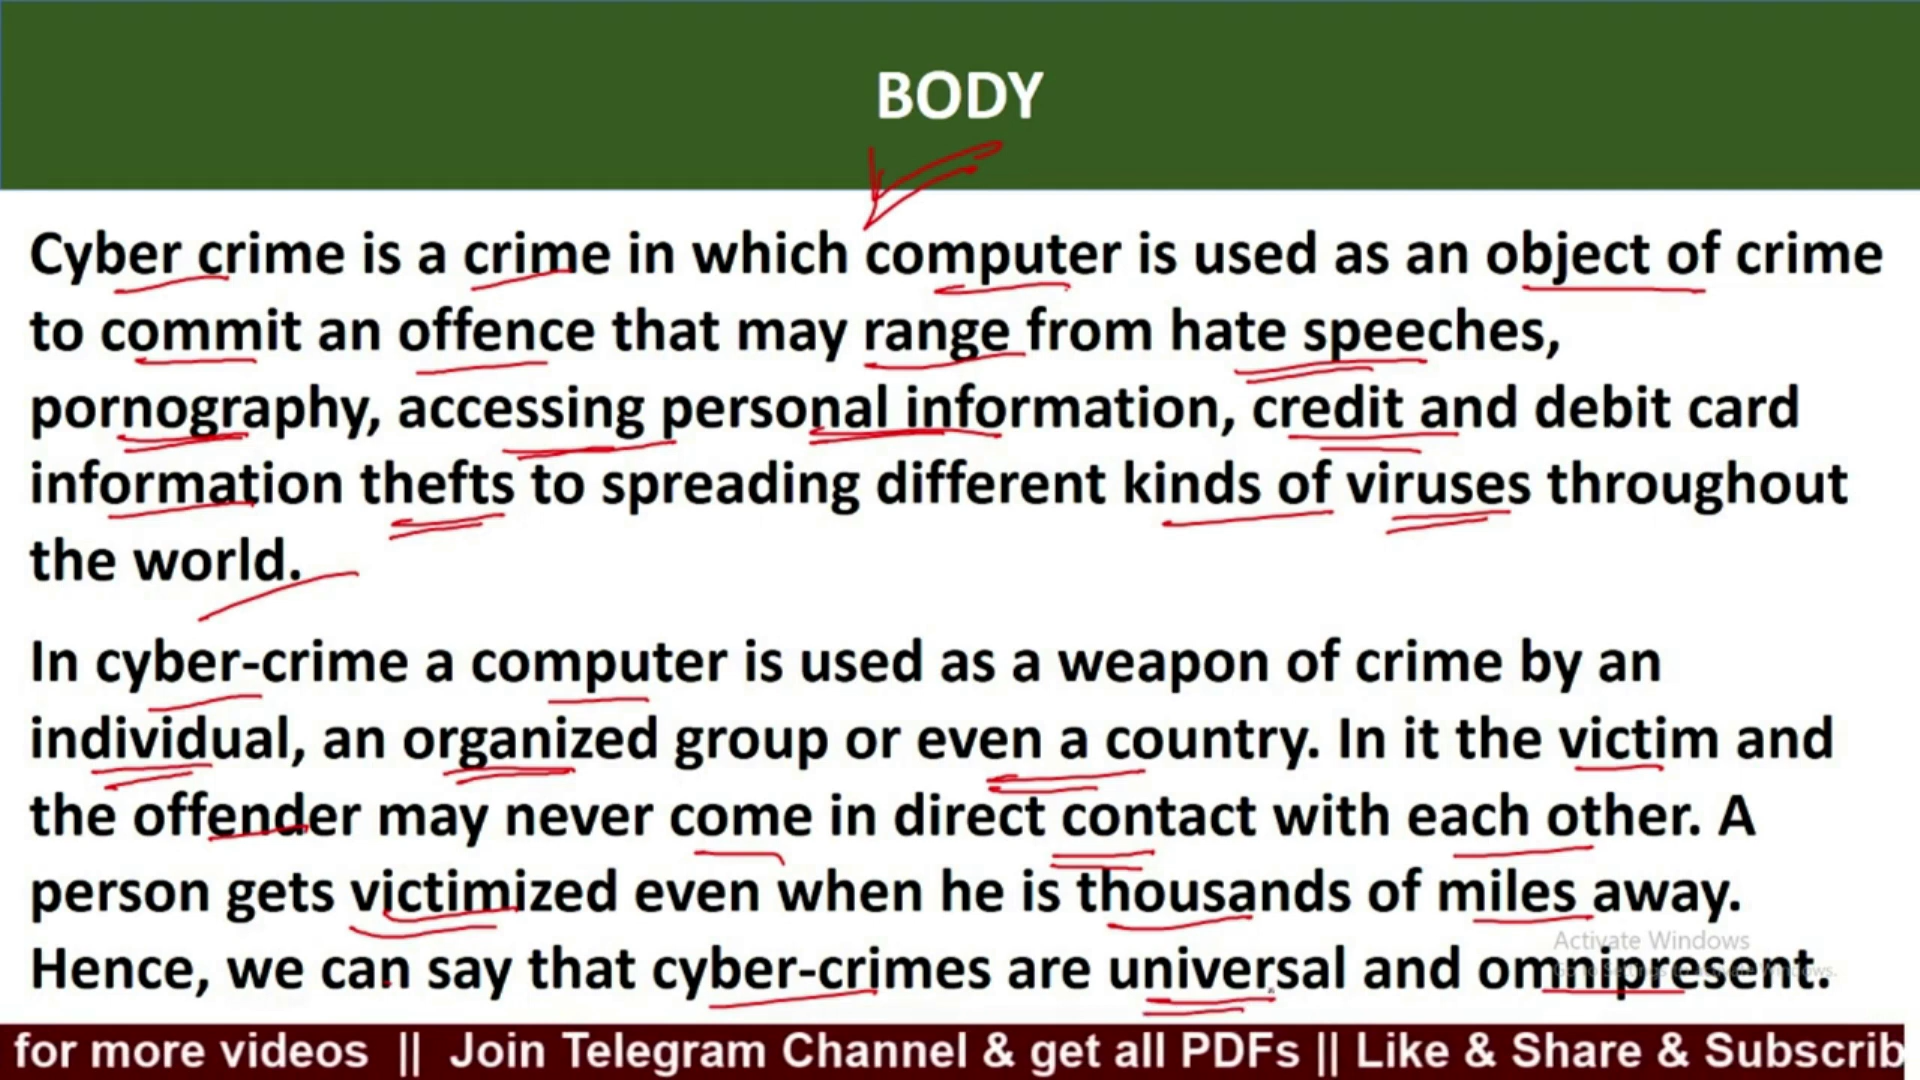 BODY
Cyber crime is a crime in which computer is used as an object of crime
to commit an offence that may range from hate speeches,
pornography, accessing personal information, credit and debit card
information thefts to spreading different kinds of viruses throughout
the world.
In cyber-crime a computer is used as a weapon of crime by an
individual, an organized group or even a country. In it the victim and
the offender may never come in direct contact with each other. A
person gets victimized even when he is thousands of miles away.
Activate Windows
Hence, we can say that cyber-crimes are universal and omnipresent.
for more videos || Join Telegram Channel & get all PDFs || Like & Share & Subscrib